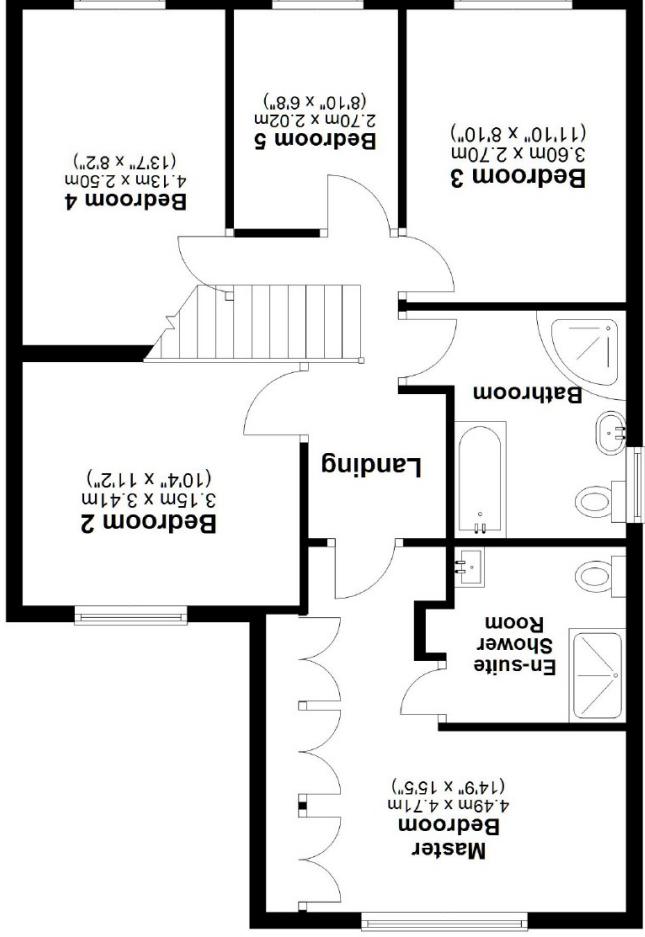 Master
Bedroom
4.49m x 4.71m
(14'9" x 15'5")
En-suite
Shower
Room
Bedroom 2
3.15m x 3.41m
(10'4" x 11'2")
Landing
Bathroom
Bedroom 3
3.60m x 2.70m
(11'10" x 8'10")
Bedroom 5
2.70m x 2.02m
(8'10" x 6'8")
Bedroom 4
4.13m x 2.50m
(13'7" x 8'2")